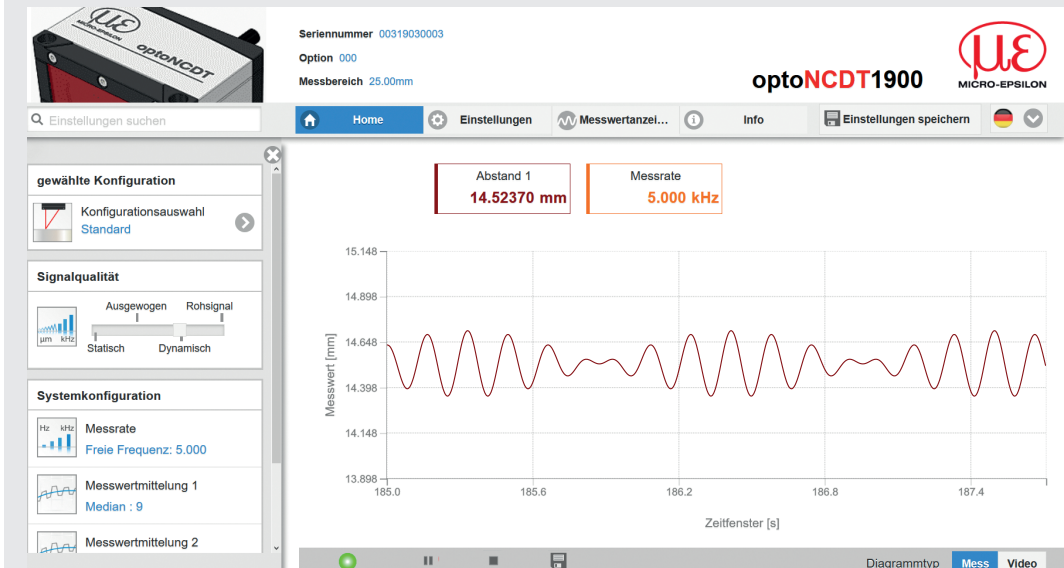 MICRO-EPSILON
optoNCDT
Seriennummer 00319030003
Option 000
Messbereich 25.00mm
optoNCDT1900
με
MICRO-EPSILON
Einstellungen suchen
Home
Einstellungen
Messwertanzei...
Info
Einstellungen speichern
gewählte Konfiguration
Konfigurationsauswahl
Standard
Signalqualität
Ausgewogen Rohsignal
µm kHz
Statisch Dynamisch
Systemkonfiguration
Hz kHz
Messrate
Freie Frequenz: 5.000
Messwertmittelung 1
Median : 9
Messwertmittelung 2
Abstand 1
14.52370 mm
Messrate
5.000 kHz
15.148
14.898
14.648
14.398
14.148
13.898
Messwert [mm]
185.0 185.6 186.2 186.8 187.4
Zeitfenster [s]
Diagrammtyp Mess Video